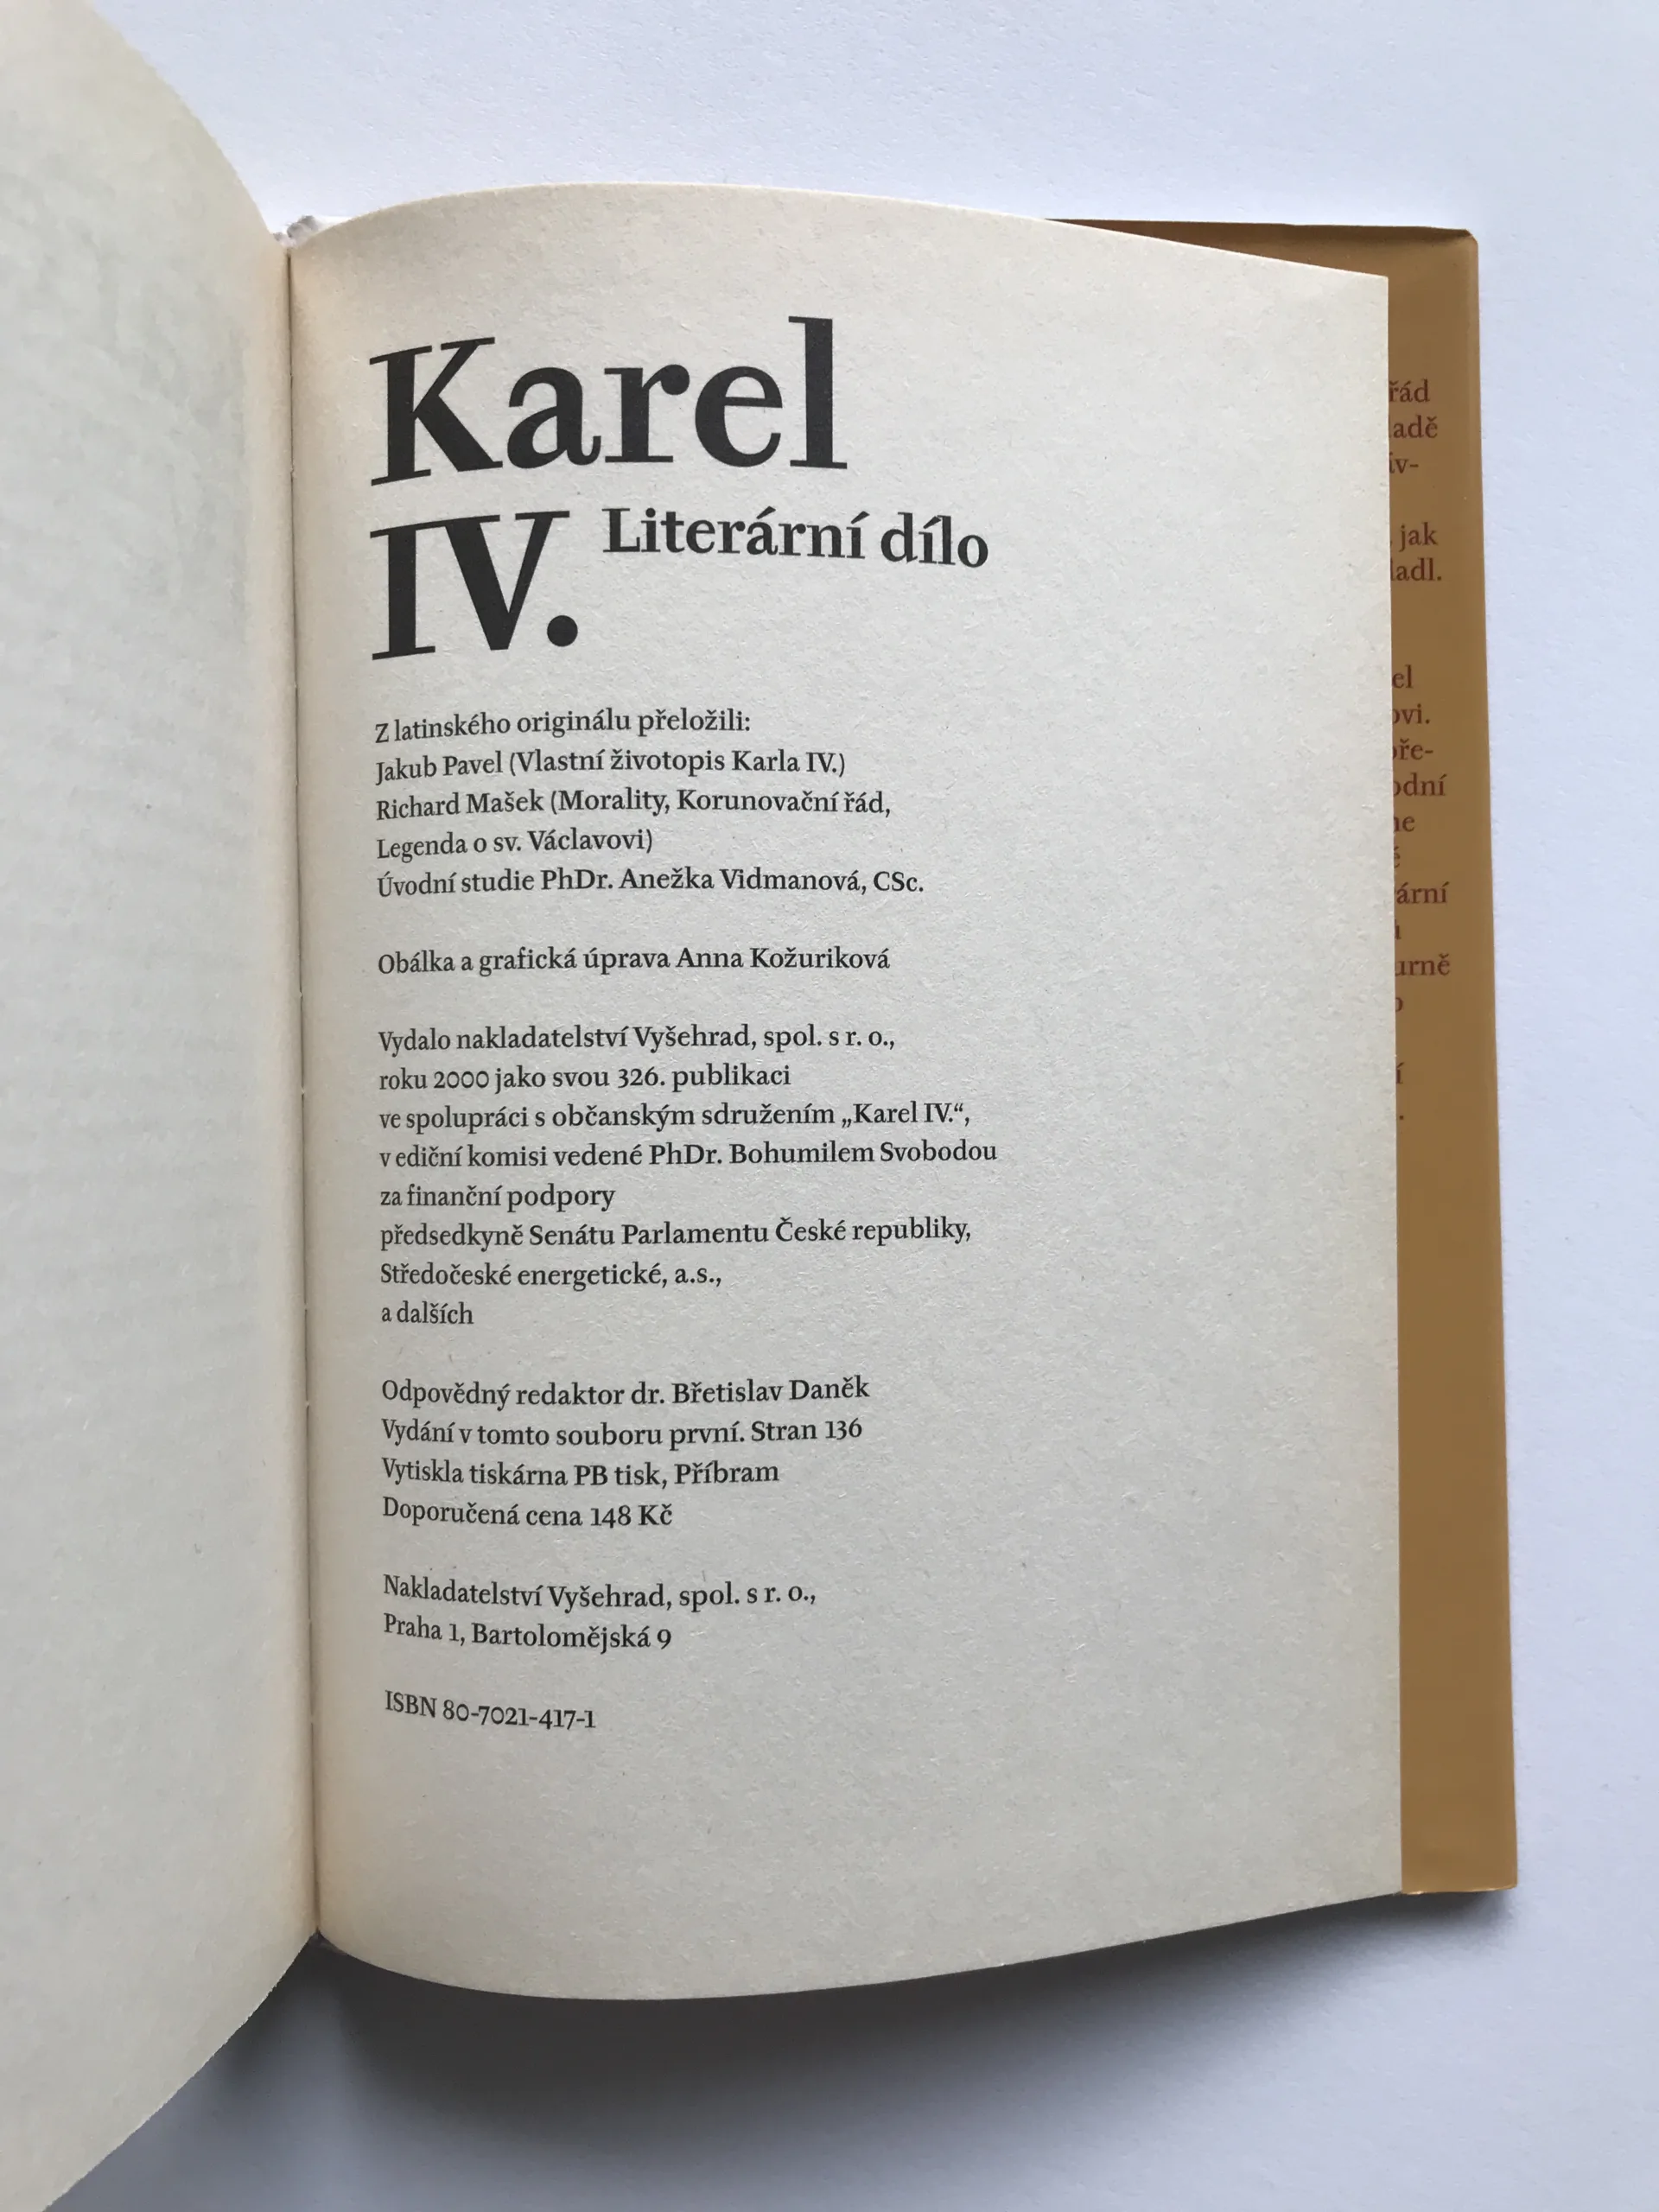 Karel
IV. Literární dílo
Z latinského originálu přeložili:
Jakub Pavel (Vlastní životopis Karla IV.)
Richard Mašek (Morality, Korunovační řád,
Legenda o sv. Václavovi)
Úvodní studie PhDr. Anežka Vidmanová, CSc.
Obálka a grafická úprava Anna Kožuriková
Vydalo nakladatelství Vyšehrad, spol. s r. o.,
roku 2000 jako svou 326. publikaci
ve spolupráci s občanským sdružením „Karel IV.“,
v ediční komisi vedené PhDr. Bohumilem Svobodou
za finanční podpory
předsedkyně Senátu Parlamentu České republiky,
Středočeské energetické, a.s.,
a dalších
Odpovědný redaktor dr. Břetislav Daněk
Vydání v tomto souboru první. Stran 136
Vytiskla tiskárna PB tisk, Příbram
Doporučená cena 148 Kč
Nakladatelství Vyšehrad, spol. s r. o.,
Praha 1, Bartolomějská 9
ISBN 80-7021-417-1
řád
jak